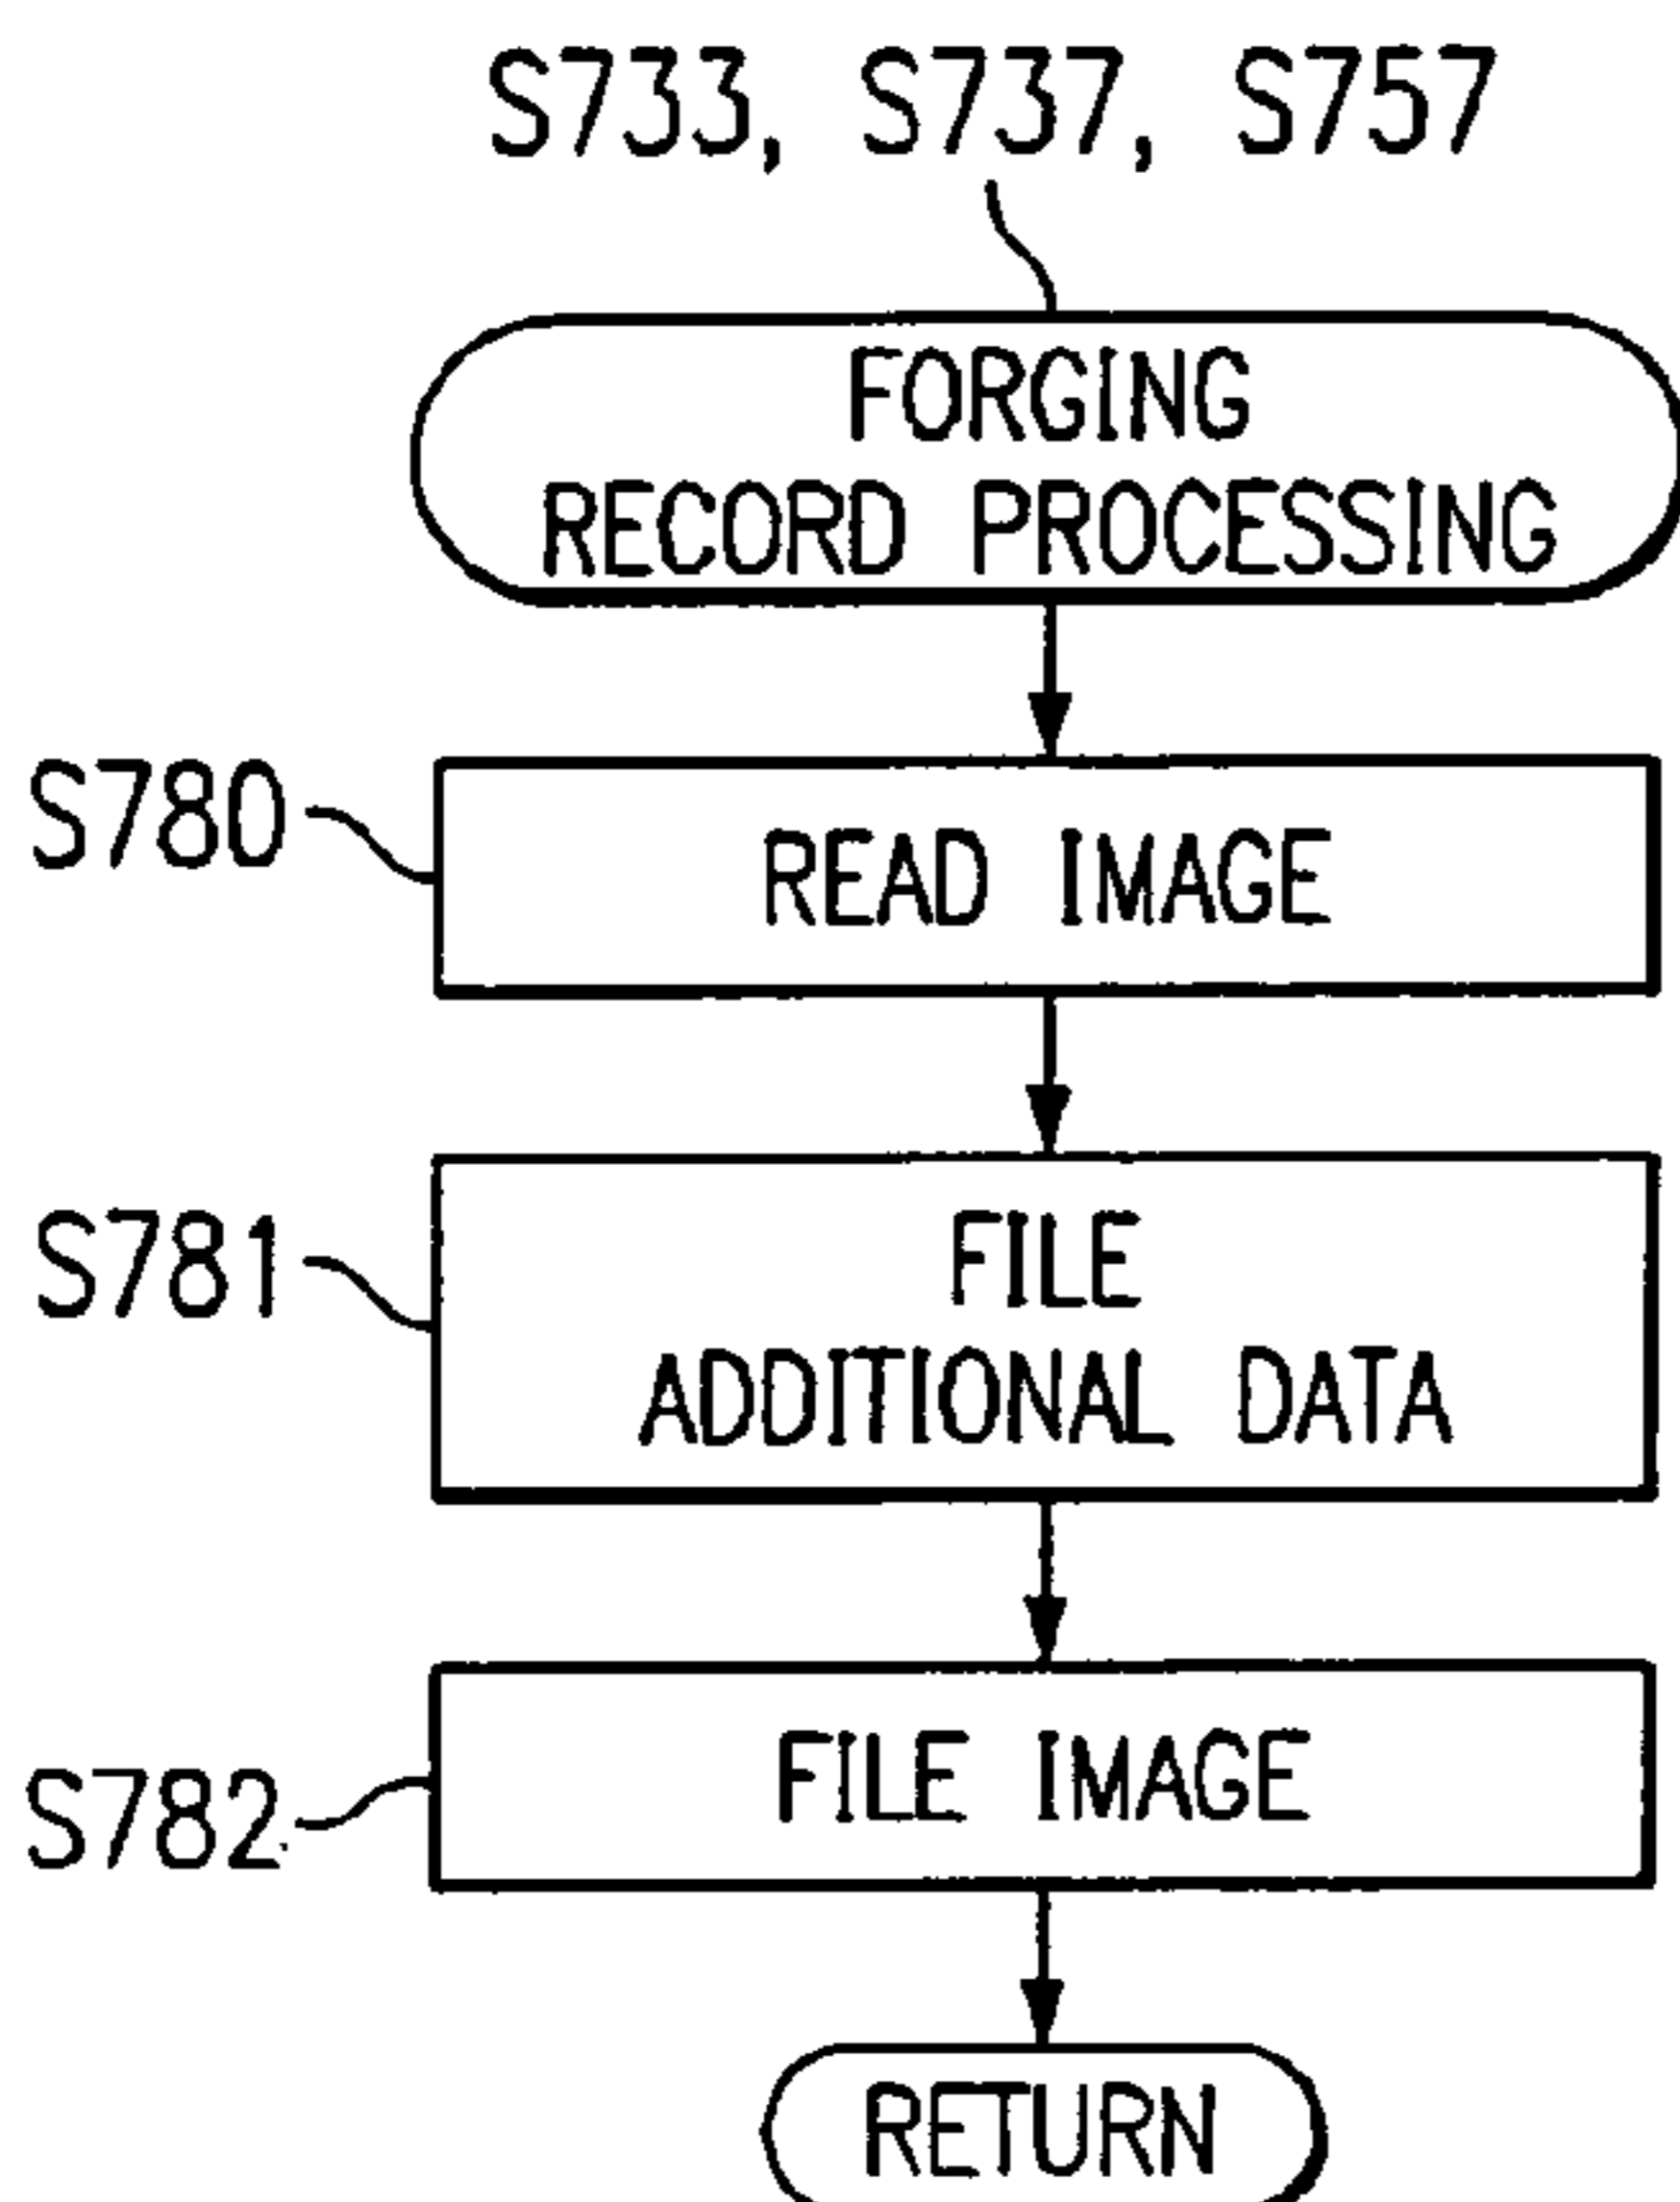 S733, S737, S757
FORGING
RECORD PROCESSING
S780
READ IMAGE
S781
FILE
ADDITIONAL DATA
S782
FILE IMAGE
RETURN